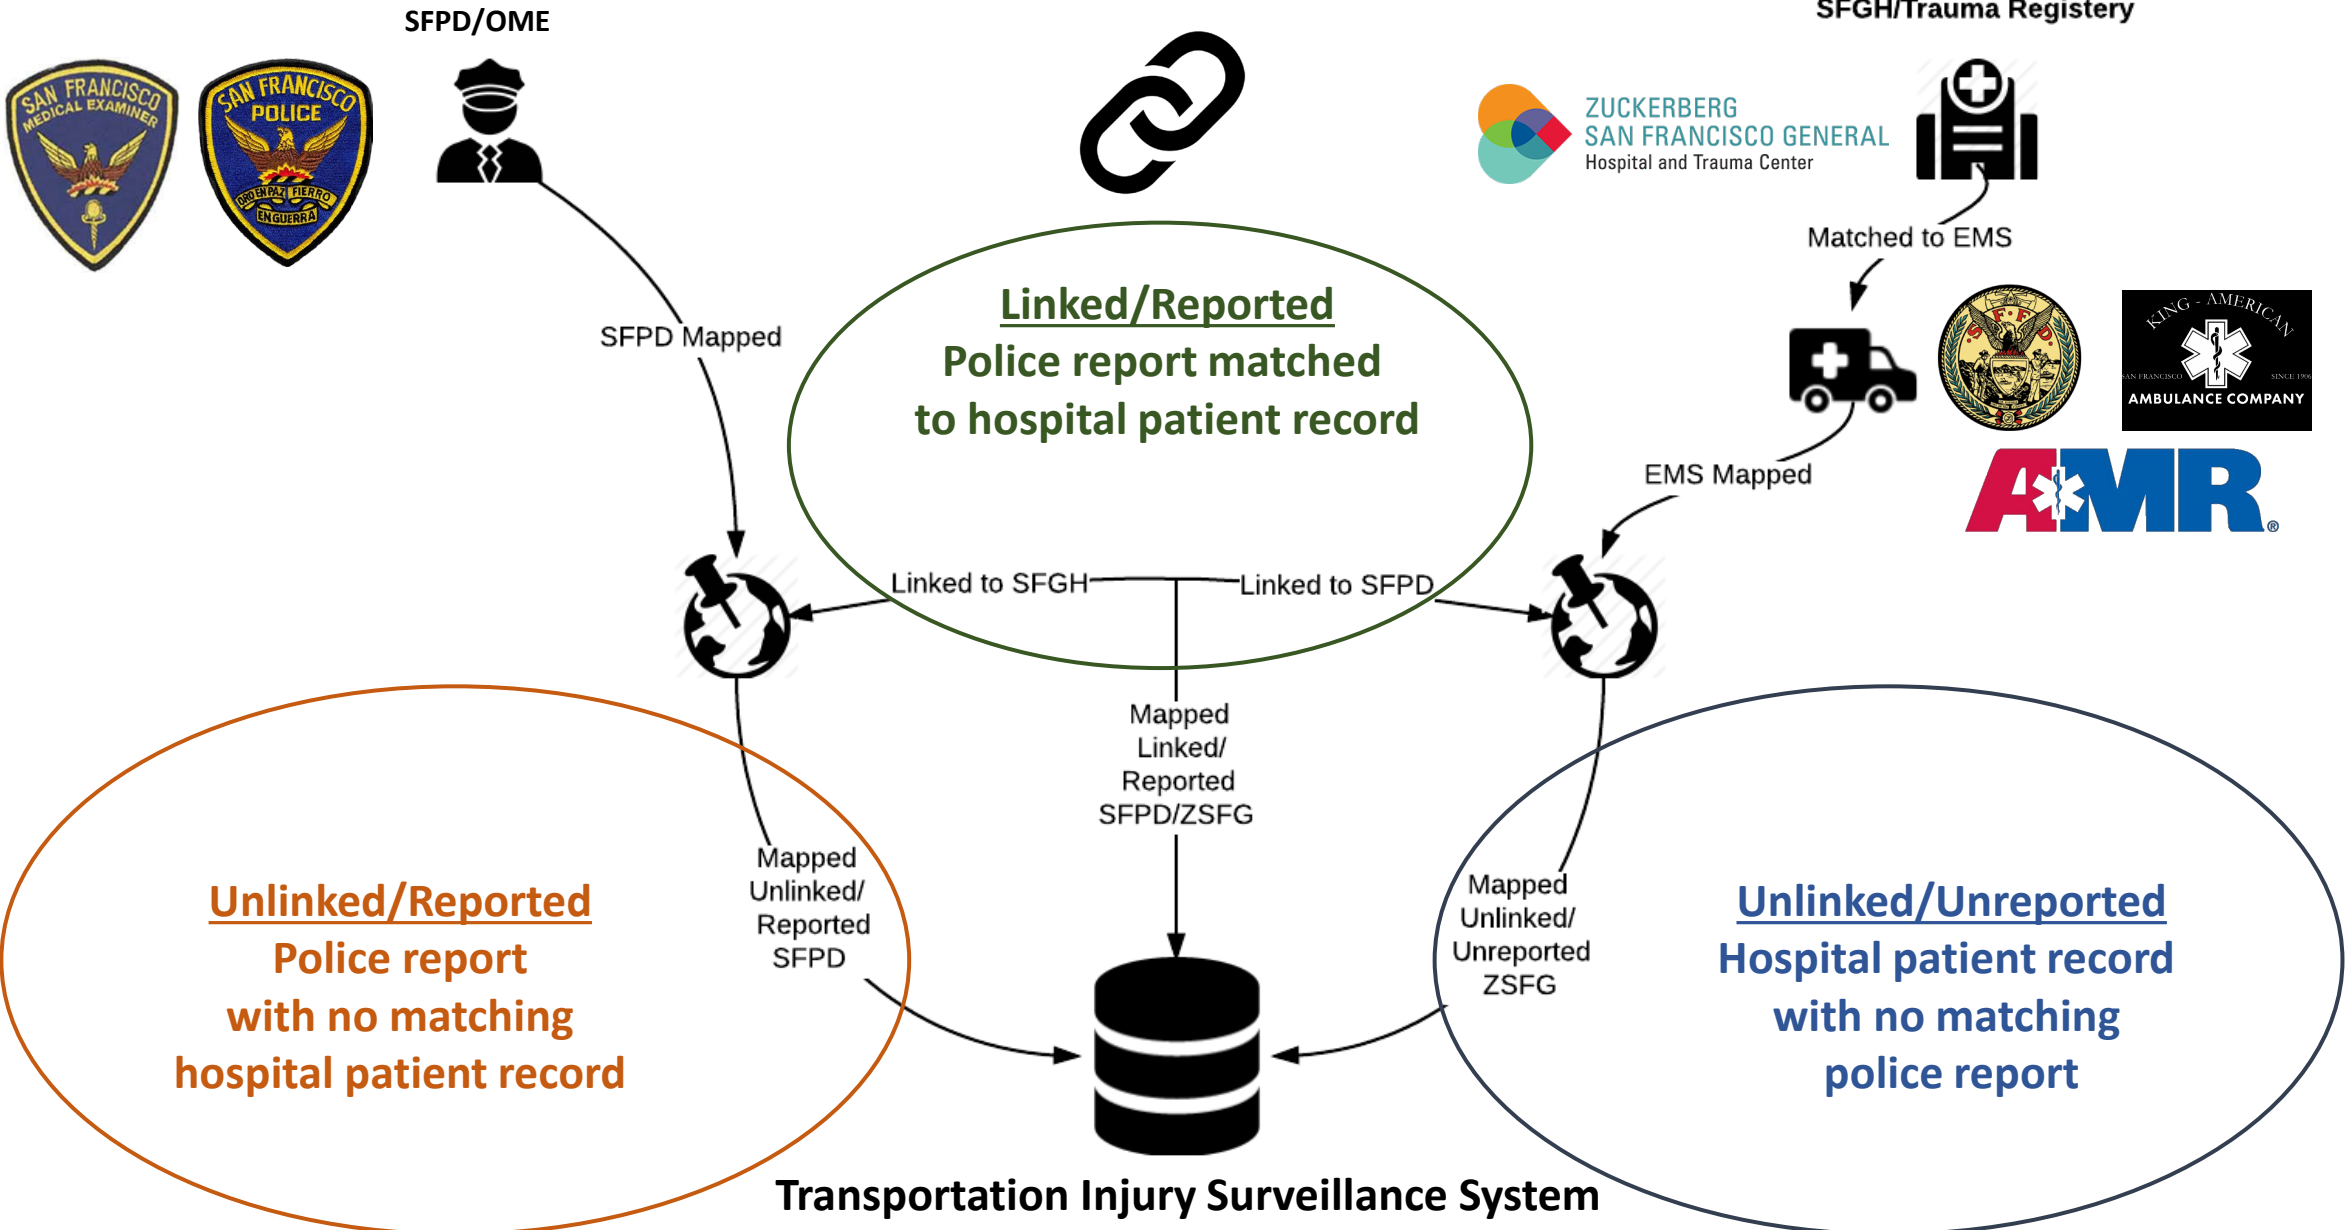 SFPD/OME
SFGH/Trauma Registery
SAN FRANCISCO
MEDICAL EXAMINER
SAN FRANCISCO
POLICE
ORO EN PAZ FIERRO
EN GUERRA
ZUCKERBERG
SAN FRANCISCO GENERAL
Hospital and Trauma Center
Matched to EMS
S.F.F.D.
KING - AMERICAN
SAN FRANCISCO
SINCE 1906
AMBULANCE COMPANY
AMR®
SFPD Mapped
Linked/Reported
Police report matched
to hospital patient record
EMS Mapped
Linked to SFGH
Linked to SFPD
Mapped
Linked/
Reported
SFPD/ZSFG
Mapped
Unlinked/
Reported
SFPD
Mapped
Unlinked/
Unreported
ZSFG
Unlinked/Reported
Police report
with no matching
hospital patient record
Unlinked/Unreported
Hospital patient record
with no matching
police report
Transportation Injury Surveillance System